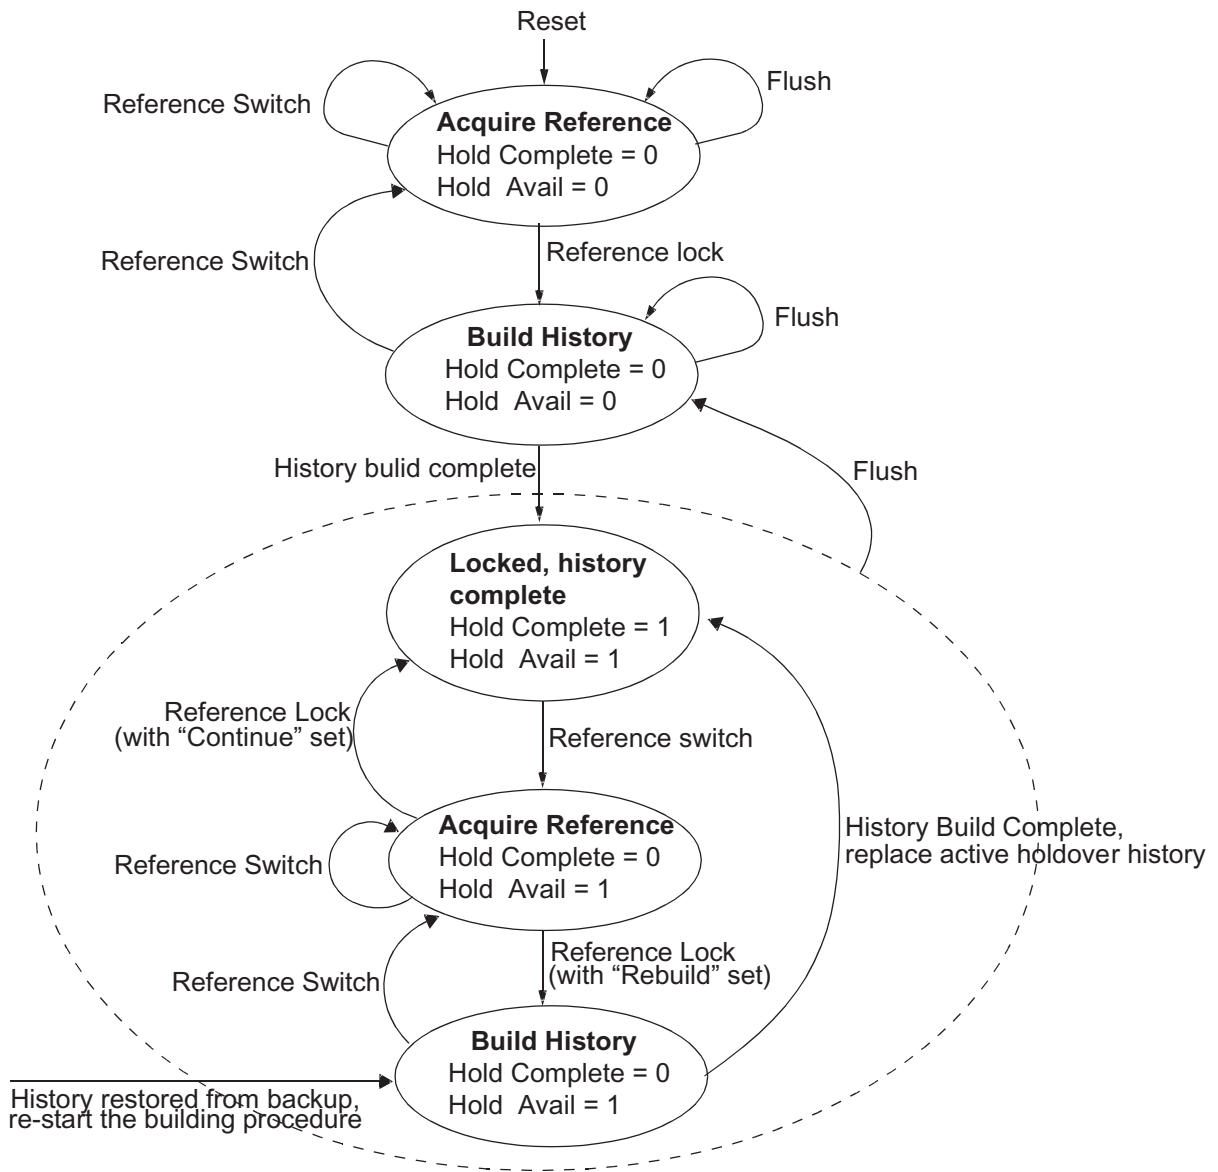 Reset
Reference Switch
Flush
Acquire Reference
Hold Complete = 0
Hold Avail = 0
Reference Switch
Reference lock
Flush
Build History
Hold Complete = 0
Hold Avail = 0
History bulid complete
Flush
Locked, history
complete
Hold Complete = 1
Hold Avail = 1
Reference Lock
(with “Continue” set)
Reference switch
Acquire Reference
Hold Complete = 0
Hold Avail = 1
Reference Switch
History Build Complete,
replace active holdover history
Reference Switch
Reference Lock
(with “Rebuild” set)
Build History
Hold Complete = 0
Hold Avail = 1
History restored from backup,
re-start the building procedure